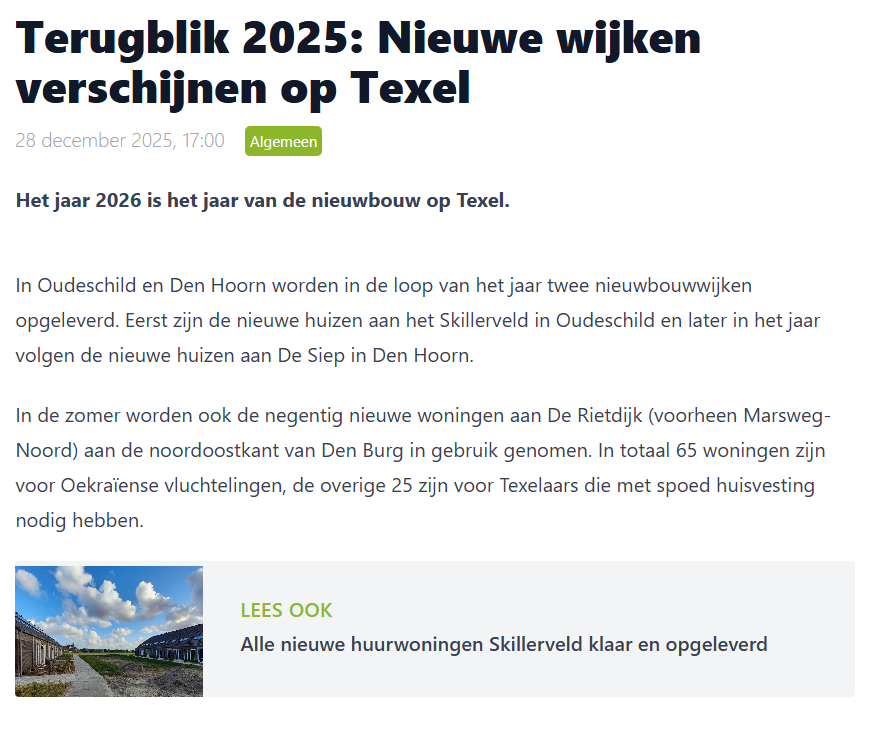 Terugblik 2025: Nieuwe wijken
verschijnen op Texel
28 december 2025, 17:00 Algemeen
Het jaar 2026 is het jaar van de nieuwbouw op Texel.
In Oudeschild en Den Hoorn worden in de loop van het jaar twee nieuwbouwwijken
opgeleverd. Eerst zijn de nieuwe huizen aan het Skillerveld in Oudeschild en later in het jaar
volgen de nieuwe huizen aan De Siep in Den Hoorn.
In de zomer worden ook de negentig nieuwe woningen aan De Rietdijk (voorheen Marsweg-
Noord) aan de noordoostkant van Den Burg in gebruik genomen. In totaal 65 woningen zijn
voor Oekraïense vluchtelingen, de overige 25 zijn voor Texelaars die met spoed huisvesting
nodig hebben.
LEES OOK
Alle nieuwe huurwoningen Skillerveld klaar en opgeleverd